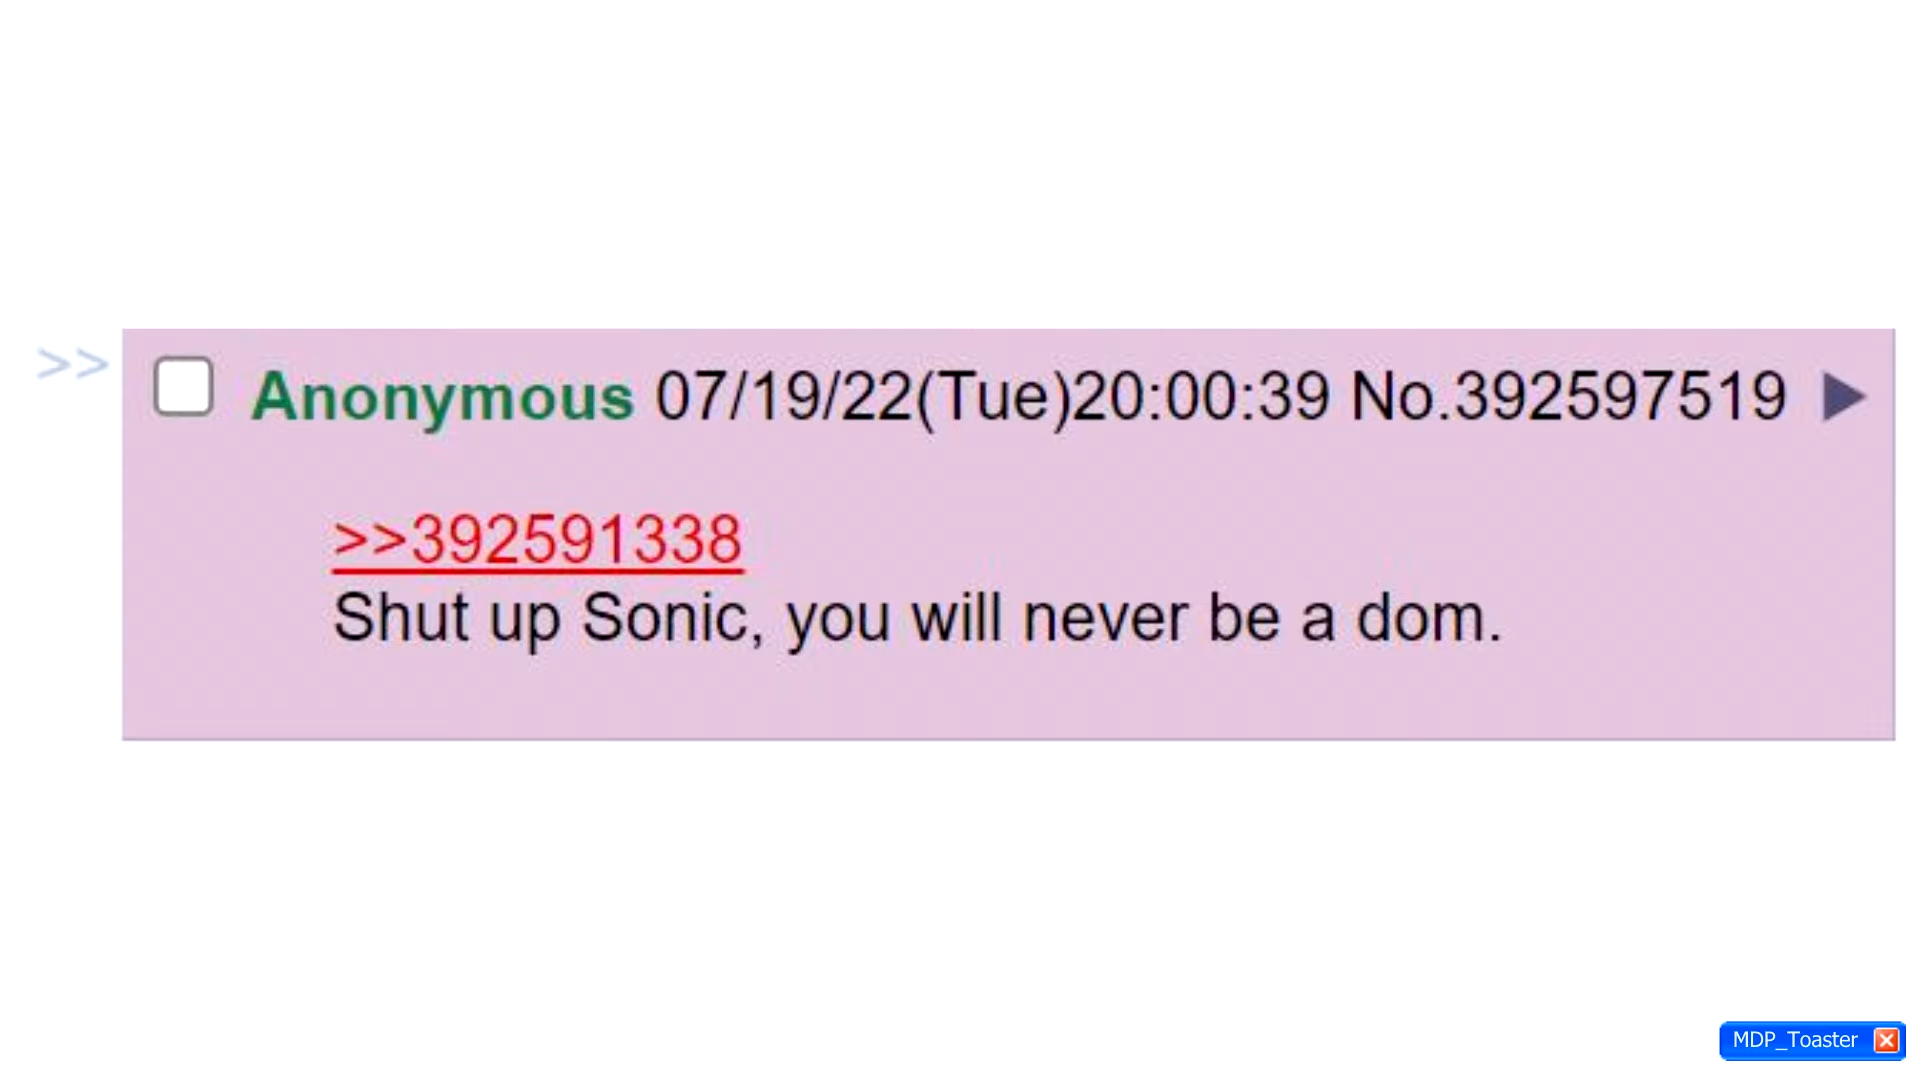 >>
Anonymous 07/19/22(Tue)20:00:39 No.392597519 ▶
>>392591338
Shut up Sonic, you will never be a dom.
MDP_Toaster